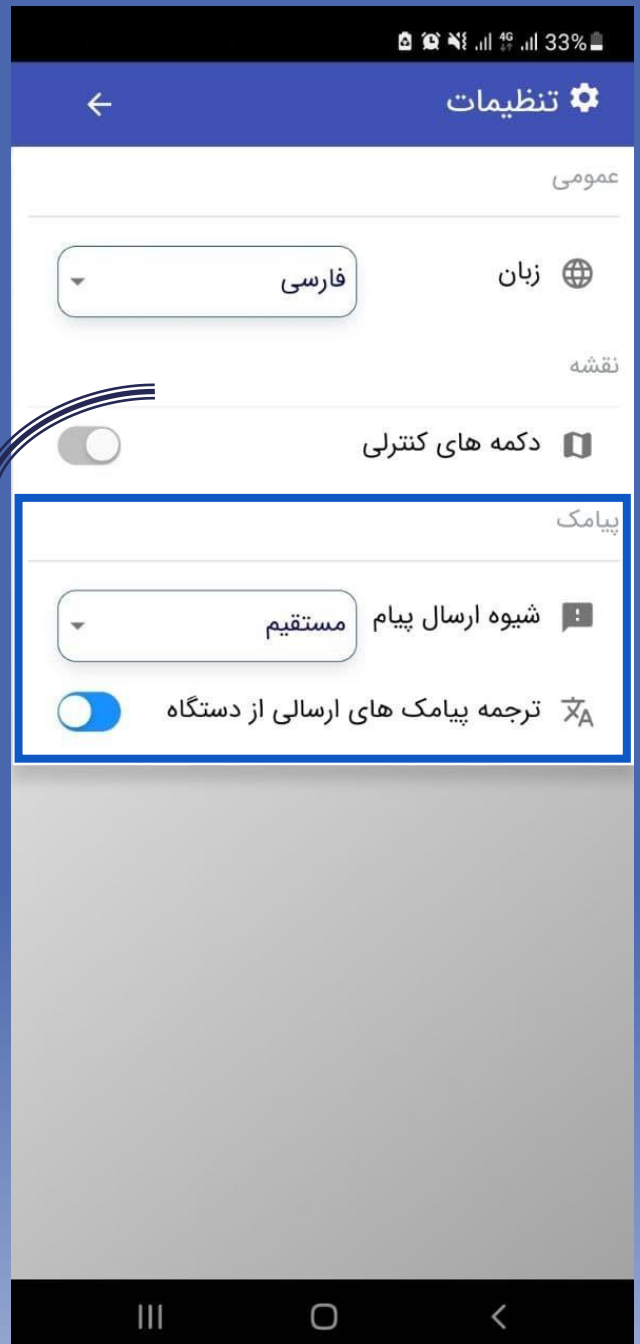 4G 33%
تنظیمات
عمومی
زبان فارسی
نقشه
دکمه های کنترلی
پیامک
شیوه ارسال پیام مستقیم
ترجمه پیامک های ارسالی از دستگاه